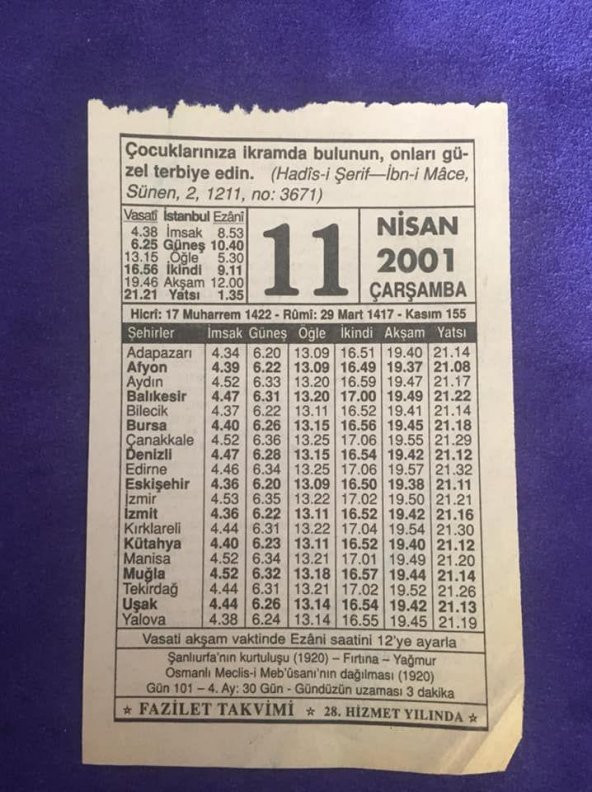 Çocuklarınıza ikramda bulunun, onları gü-
zel terbiye edin. (Hadîs-i Şerif—İbn-i Mâce,
Sünen, 2, 1211, no: 3671)
Vasatî İstanbul Ezânî
4.38 İmsak 8.53
6.25 Güneş 10.40
13.15 Öğle 5.30
16.56 İkindi 9.11
19.46 Akşam 12.00
21.21 Yatsı 1.35
11
NİSAN
2001
ÇARŞAMBA
Hicrî: 17 Muharrem 1422 - Rûmî: 29 Mart 1417 - Kasım 155
Şehirler İmsak Güneş Öğle İkindi Akşam Yatsı
Adapazarı 4.34 6.20 13.09 16.51 19.40 21.14
Afyon 4.39 6.22 13.09 16.49 19.37 21.08
Aydın 4.52 6.33 13.20 16.59 19.47 21.17
Balıkesir 4.47 6.31 13.20 17.00 19.49 21.22
Bilecik 4.37 6.22 13.11 16.52 19.41 21.14
Bursa 4.40 6.26 13.15 16.56 19.45 21.18
Çanakkale 4.52 6.36 13.25 17.06 19.55 21.29
Denizli 4.47 6.28 13.15 16.54 19.42 21.12
Edirne 4.46 6.34 13.25 17.06 19.57 21.32
Eskişehir 4.36 6.20 13.09 16.50 19.38 21.11
İzmir 4.53 6.35 13.22 17.02 19.50 21.21
İzmit 4.36 6.22 13.11 16.52 19.42 21.16
Kırklareli 4.44 6.31 13.22 17.04 19.54 21.30
Kütahya 4.40 6.23 13.11 16.52 19.40 21.12
Manisa 4.52 6.34 13.21 17.01 19.49 21.20
Muğla 4.52 6.32 13.18 16.57 19.44 21.14
Tekirdağ 4.44 6.31 13.21 17.02 19.52 21.26
Uşak 4.44 6.26 13.14 16.54 19.42 21.13
Yalova 4.38 6.24 13.14 16.55 19.45 21.19
Vasati akşam vaktinde Ezâni saatini 12'ye ayarla
Şanlıurfa'nın kurtuluşu (1920) – Fırtına – Yağmur
Osmanlı Meclis-i Meb'ûsanı'nın dağılması (1920)
Gün 101 – 4. Ay: 30 Gün - Gündüzün uzaması 3 dakika
☆ FAZİLET TAKVİMİ ☆ 28. HİZMET YILINDA ☆